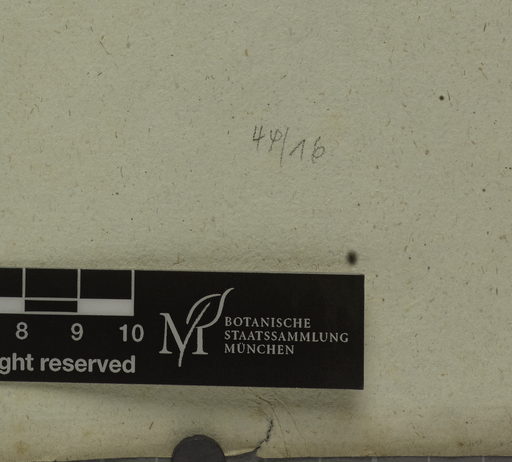 44/16
8 9 10
ght reserved
BOTANISCHE
STAATSSAMMLUNG
MÜNCHEN